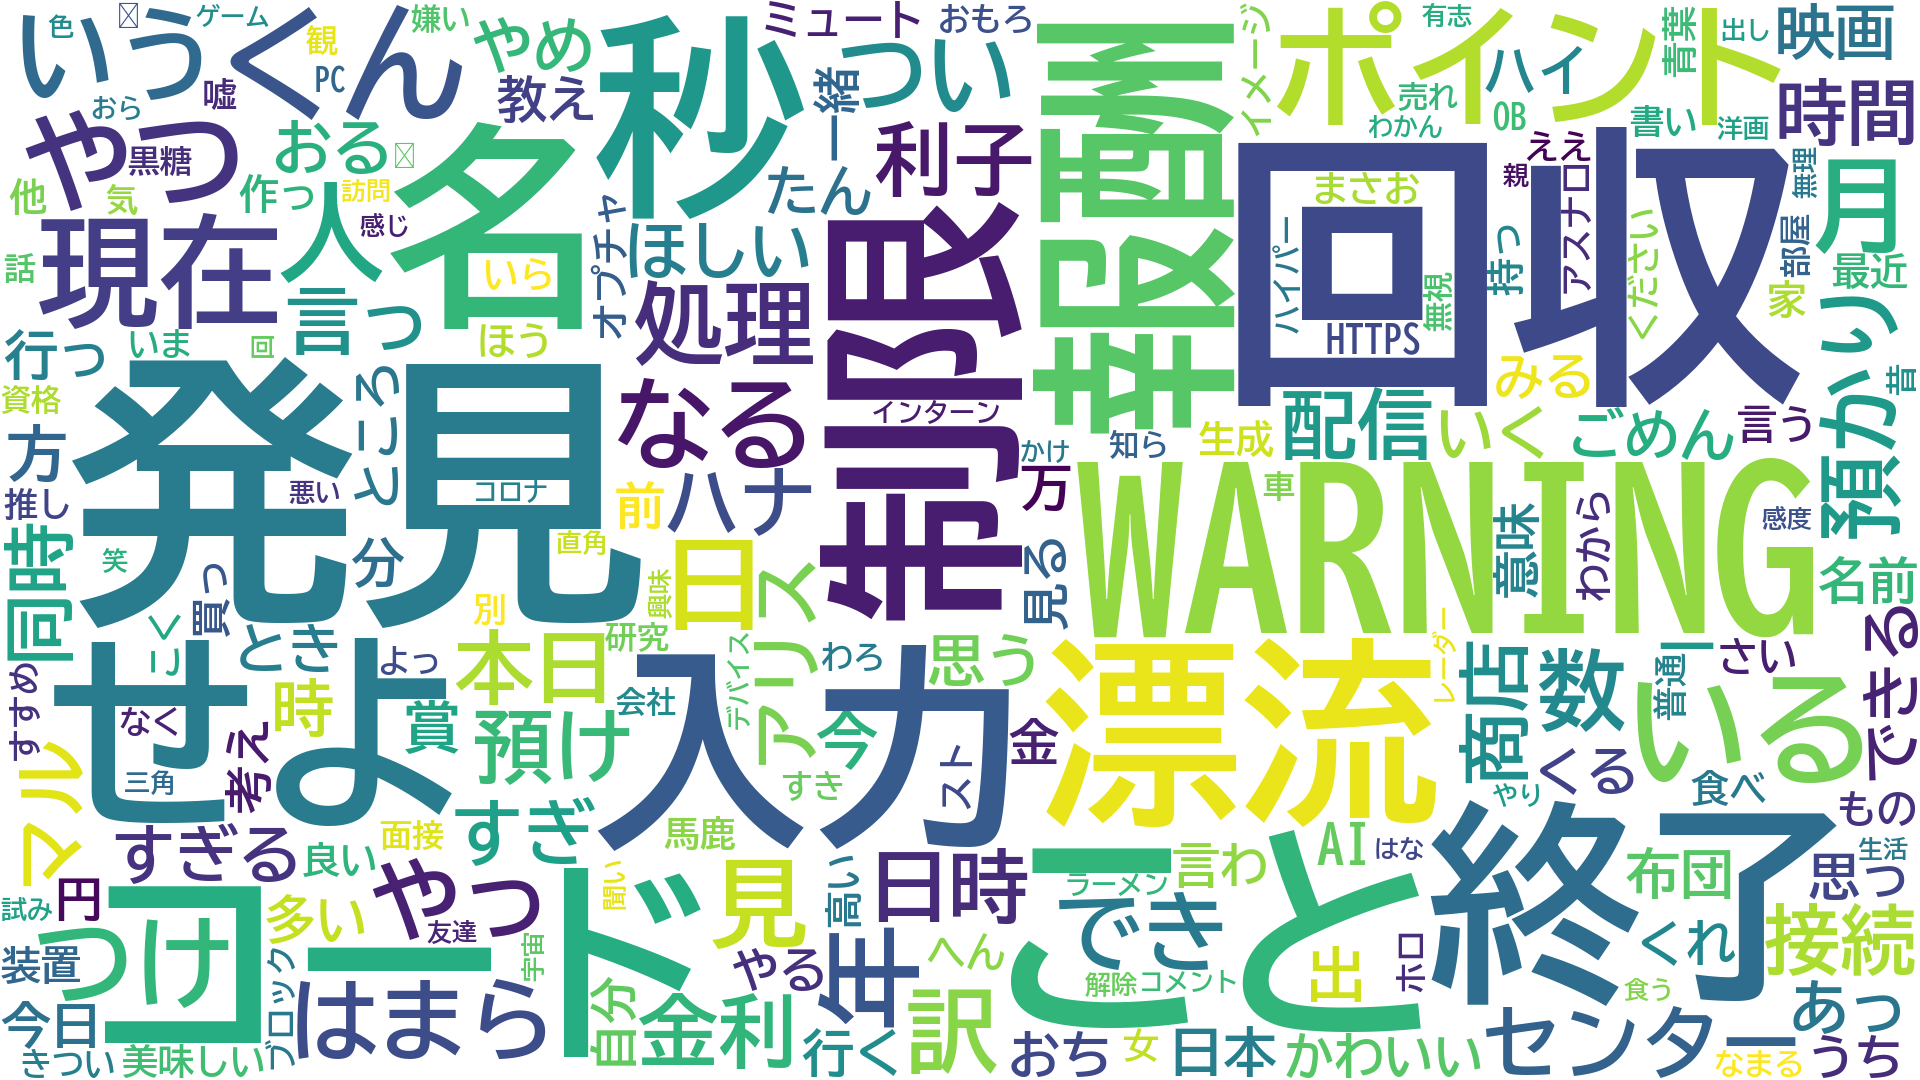 いうくん
色
ゲーム
嫌い
やめ
秒
ミュート
おもろ
つい
一緒
報酬
イメージ
ポイント
有志
ハイ
青葉
出し
映画
観
PC
嘘
おら
教え
売れ
OB
わかん
書い
洋画
時間
やつ
黒糖
おる
名
利子
回収
ええ
親
アスナロ
無理
月
他
気
作っ
訪問
感じ
人
たん
制限
まさお
話
現在
いら
オプチャ
ほしい
ハイパー
無視
持っ
ください
部屋
最近
家
言っ
ほう
処理
HTTPS
預かり
行っ
いま
回
ところ
なる
インターン
辛
みる
昔
資格
発見
配信
いく
ごめん
言う
方
推し
悪い
コロナ
前
ハナ
万
かけ
知ら
生成
車
WARNING
意味
わから
感度
同時
笑
分
直角
日
見る
名前
買っ
別
興味
アリス
できる
すすめ
こく
とき
よっ
本日
研究
デバイス
わろ
思う
漂流
レーダー
商店
数
普通
ー
さい
いる
せよ
なく
時
賞
預け
会社
入力
今
金
くる
マル
考え
三角
すぎ
すき
スト
食べ
やり
もの
すぎる
良い
面接
馬鹿
見
高い
日時
こと
言わ
AI
はな
終了
布団
思つ
生活
試み
円
つけ
コード
多い
やっ
友達
聞い
ラーメン
でき
くれ
接続
装置
ブロック
宇宙
やる
年
へん
解除
コメント
出
ホロ
食う
今日
はまら
自分
金利
訳
センター
あっ
きつい
美味しい
行く
おち
女
日本
かわいい
なまる
うち